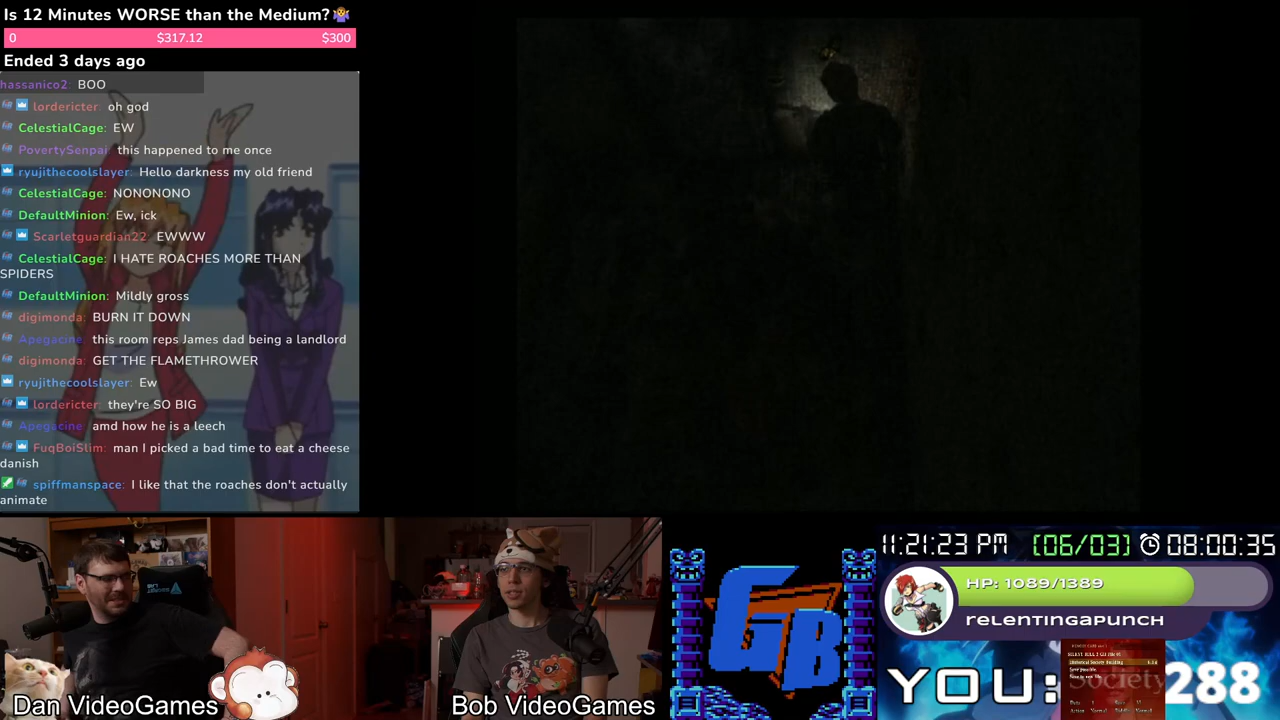 Is 12 Minutes WORSE than the Medium?🤷
0 $317.12 $300
Ended 3 days ago
hassanico2: BOO
lordericter: oh god
CelestialCage: EW
PovertySenpai: this happened to me once
ryujithecoolslayer: Hello darkness my old friend
CelestialCage: NONONONO
DefaultMinion: Ew, ick
Scarletguardian22: EWWW
CelestialCage: I HATE ROACHES MORE THAN
SPIDERS
DefaultMinion: Mildly gross
digimonda: BURN IT DOWN
Apegacine: this room reps James dad being a landlord
digimonda: GET THE FLAMETHROWER
ryujithecoolslayer: Ew
lordericter: they're SO BIG
Apegacine: amd how he is a leech
FuqBoiSlim: man I picked a bad time to eat a cheese
danish
spiffmanspace: I like that the roaches don't actually
animate
Dan VideoGames
Bob VideoGames
GB
11:21:23 PM [06/03] 08:00:35
HP: 1089/1389
relentingapunch
YOU:
Society
288